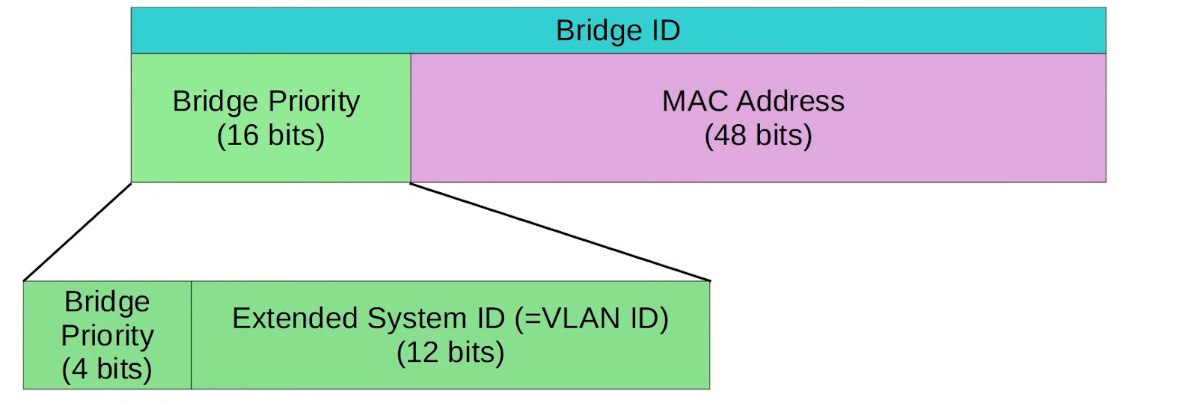 Bridge ID
Bridge Priority
(16 bits)
MAC Address
(48 bits)
Bridge
Priority
(4 bits)
Extended System ID (=VLAN ID)
(12 bits)